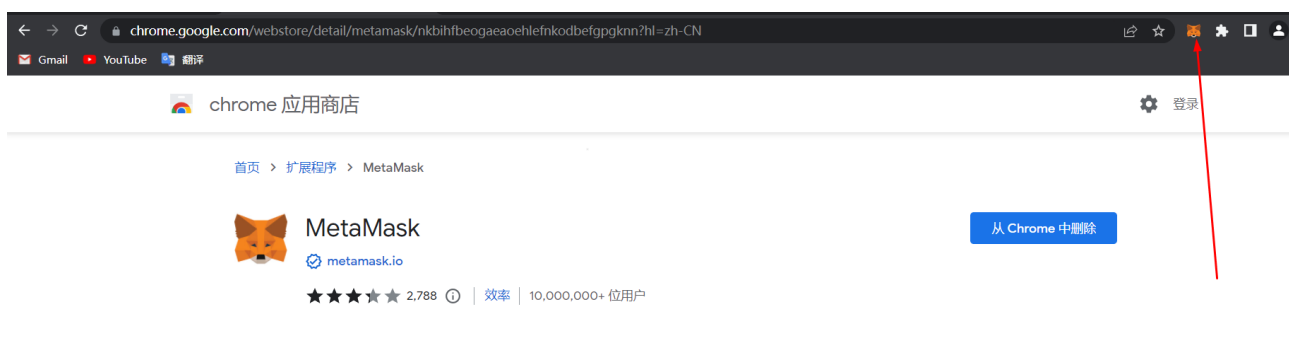 chrome.google.com/webstore/detail/metamask/nkbihfbeogaeaoehlefnkodbefgpgknn?hl=zh-CN
Gmail YouTube 翻译
chrome 应用商店 登录
首页 > 扩展程序 > MetaMask
MetaMask
从 Chrome 中删除
metamask.io
2,788 效率 10,000,000+ 位用户